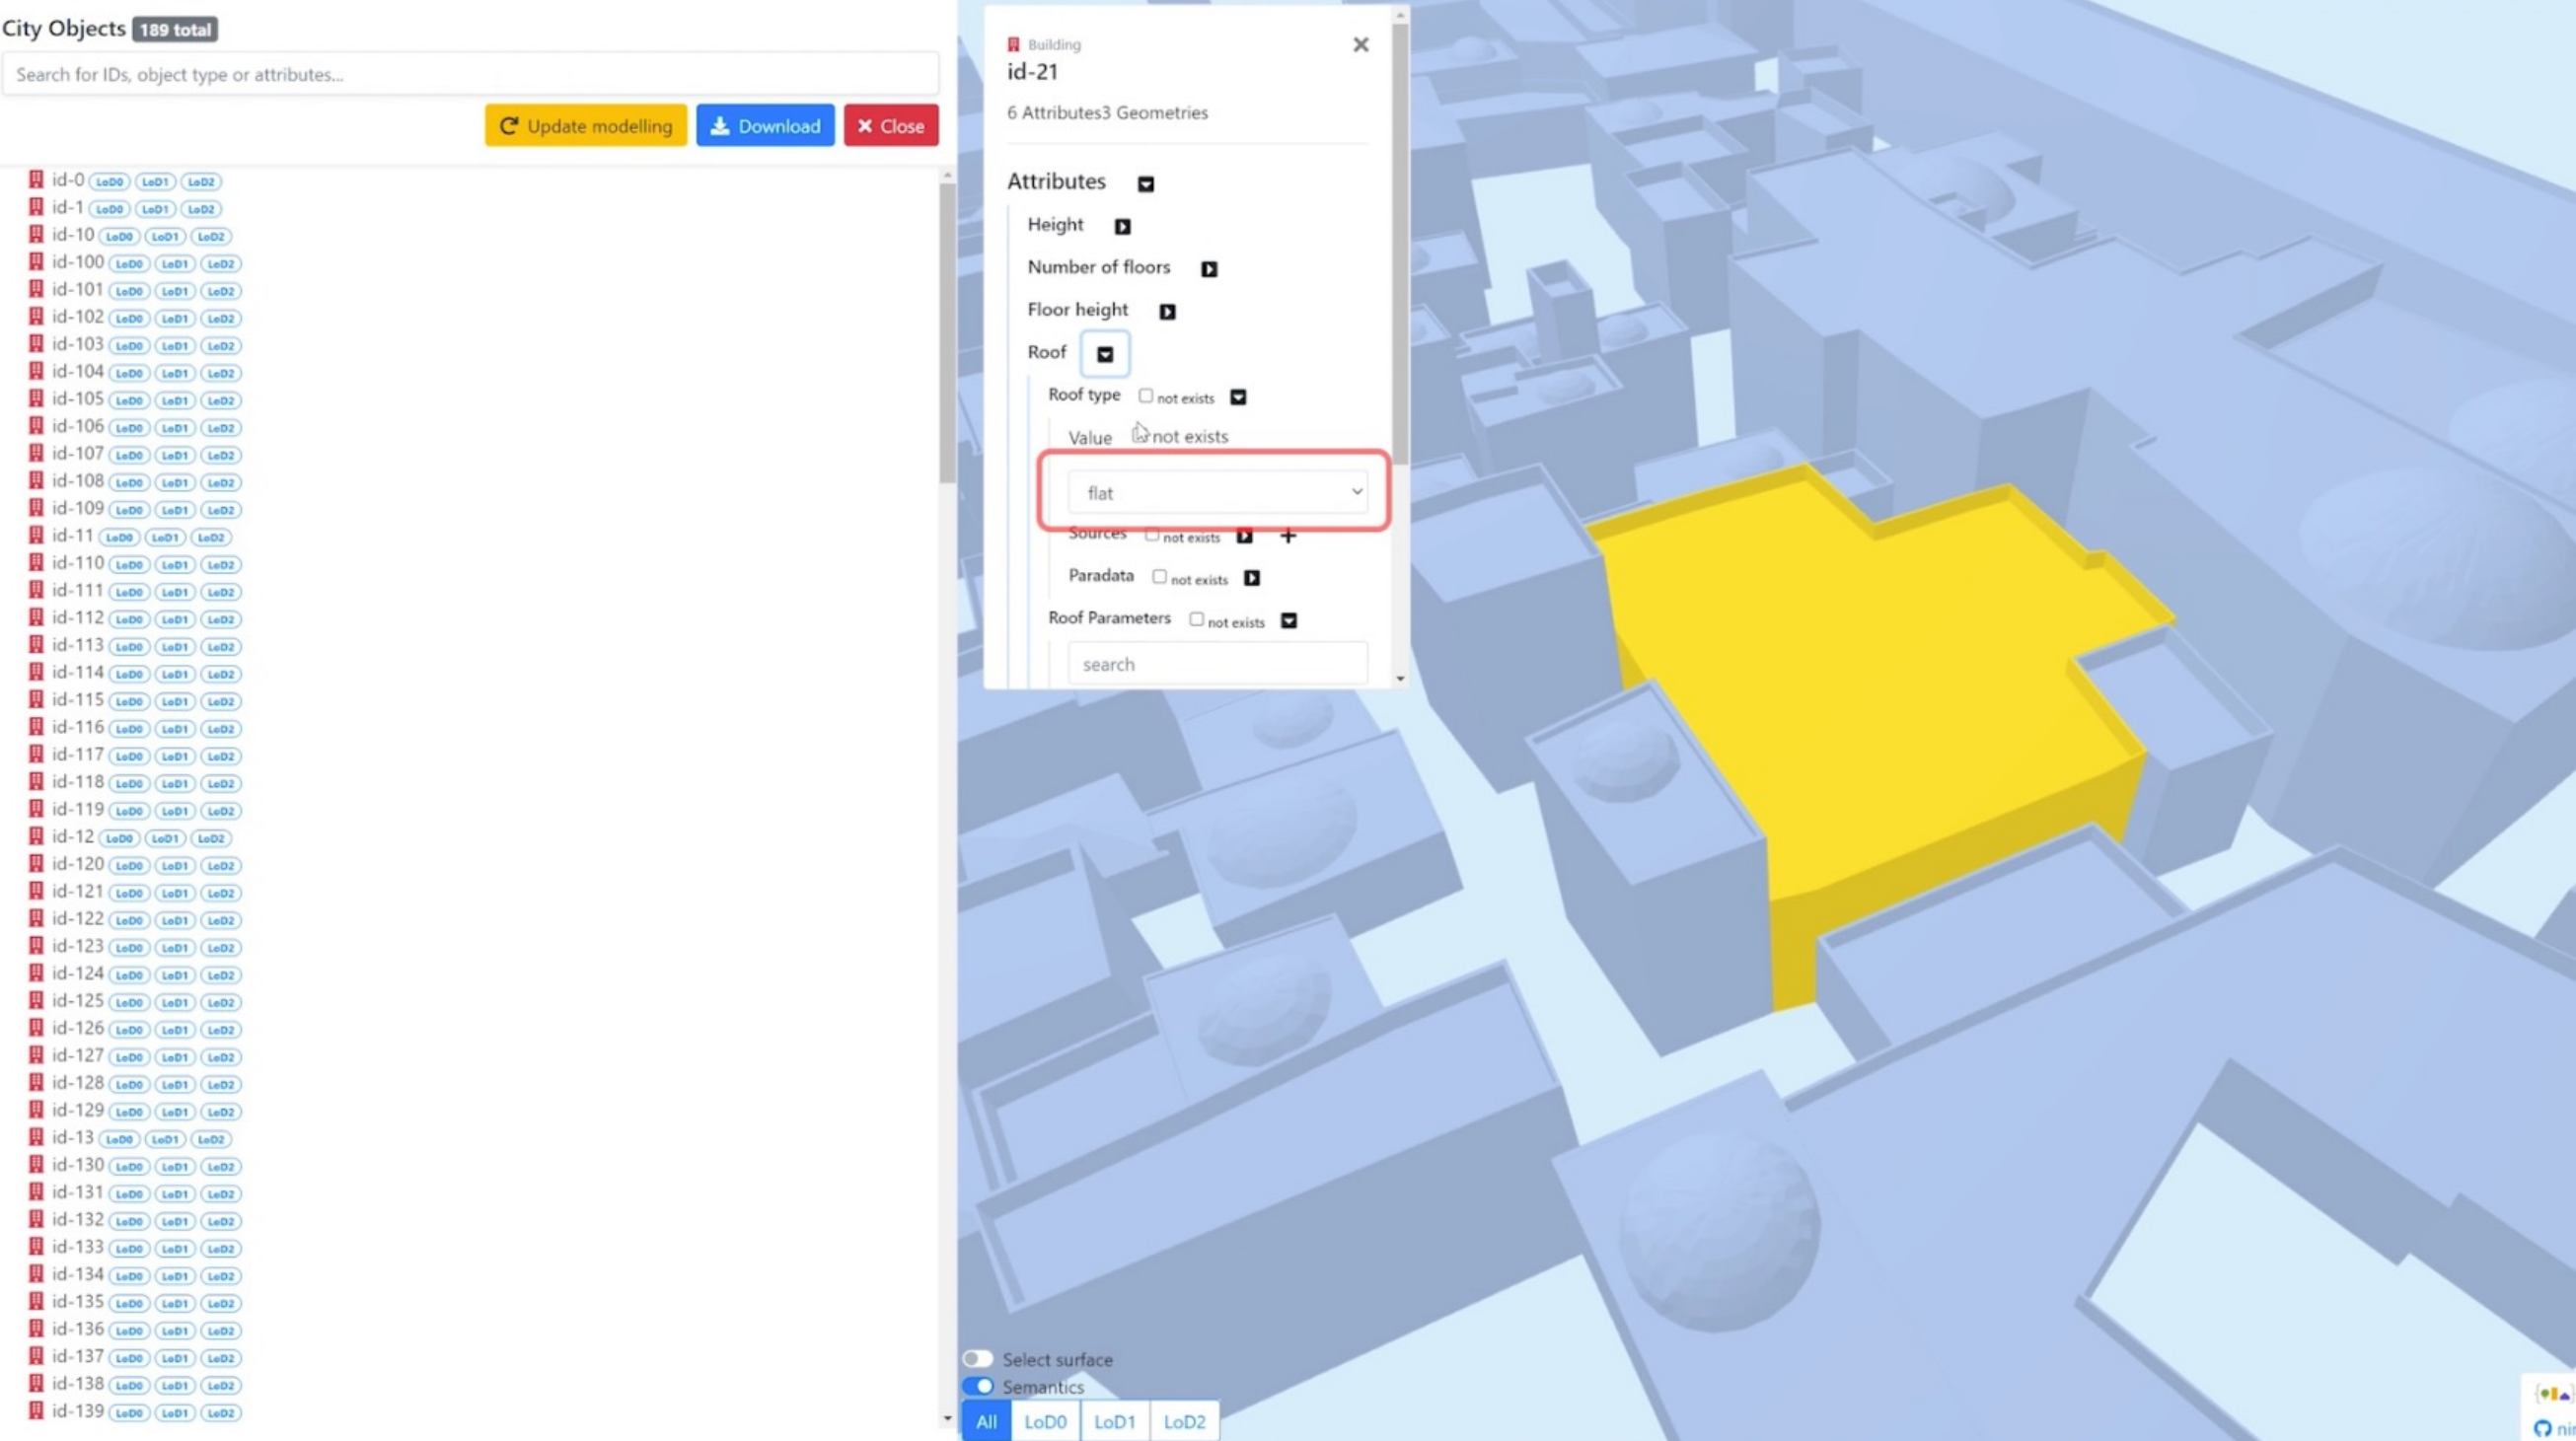 City Objects 189 total
Search for IDs, object type or attributes...
Update modelling Download Close
id-0 LoD0 LoD1 LoD2
id-1 LoD0 LoD1 LoD2
id-10 LoD0 LoD1 LoD2
id-100 LoD0 LoD1 LoD2
id-101 LoD0 LoD1 LoD2
id-102 LoD0 LoD1 LoD2
id-103 LoD0 LoD1 LoD2
id-104 LoD0 LoD1 LoD2
id-105 LoD0 LoD1 LoD2
id-106 LoD0 LoD1 LoD2
id-107 LoD0 LoD1 LoD2
id-108 LoD0 LoD1 LoD2
id-109 LoD0 LoD1 LoD2
id-11 LoD0 LoD1 LoD2
id-110 LoD0 LoD1 LoD2
id-111 LoD0 LoD1 LoD2
id-112 LoD0 LoD1 LoD2
id-113 LoD0 LoD1 LoD2
id-114 LoD0 LoD1 LoD2
id-115 LoD0 LoD1 LoD2
id-116 LoD0 LoD1 LoD2
id-117 LoD0 LoD1 LoD2
id-118 LoD0 LoD1 LoD2
id-119 LoD0 LoD1 LoD2
id-12 LoD0 LoD1 LoD2
id-120 LoD0 LoD1 LoD2
id-121 LoD0 LoD1 LoD2
id-122 LoD0 LoD1 LoD2
id-123 LoD0 LoD1 LoD2
id-124 LoD0 LoD1 LoD2
id-125 LoD0 LoD1 LoD2
id-126 LoD0 LoD1 LoD2
id-127 LoD0 LoD1 LoD2
id-128 LoD0 LoD1 LoD2
id-129 LoD0 LoD1 LoD2
id-13 LoD0 LoD1 LoD2
id-130 LoD0 LoD1 LoD2
id-131 LoD0 LoD1 LoD2
id-132 LoD0 LoD1 LoD2
id-133 LoD0 LoD1 LoD2
id-134 LoD0 LoD1 LoD2
id-135 LoD0 LoD1 LoD2
id-136 LoD0 LoD1 LoD2
id-137 LoD0 LoD1 LoD2
id-138 LoD0 LoD1 LoD2
id-139 LoD0 LoD1 LoD2
Building
id-21
6 Attributes3 Geometries
Attributes
Height
Number of floors
Floor height
Roof
Roof type not exists
Value not exists
flat
Sources not exists +
Paradata not exists
Roof Parameters not exists
search
Select surface
Semantics
All LoD0 LoD1 LoD2